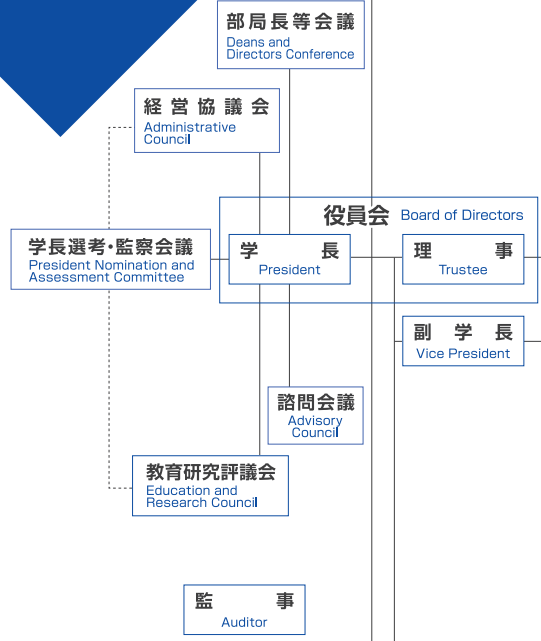 部局長等会議
Deans and
Directors Conference
経営協議会
Administrative
Council
役員会 Board of Directors
学長選考・監察会議
President Nomination and
Assessment Committee
学長
President
理事
Trustee
副学長
Vice President
諮問会議
Advisory
Council
教育研究評議会
Education and
Research Council
監事
Auditor